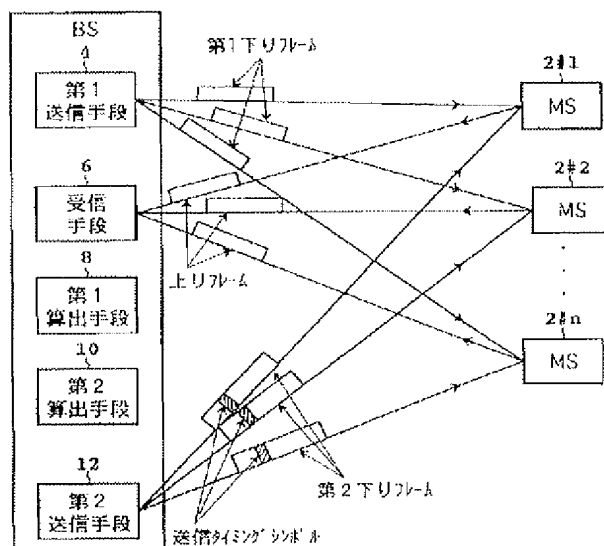 BS
4
第1
送信手段
6
受信
手段
8
第1
算出手段
10
第2
算出手段
12
第2
送信手段
第1下りフレーム
上りフレーム
第2下りフレーム
送信タイミングシンボル
2#1
MS
2#2
MS
2#n
MS